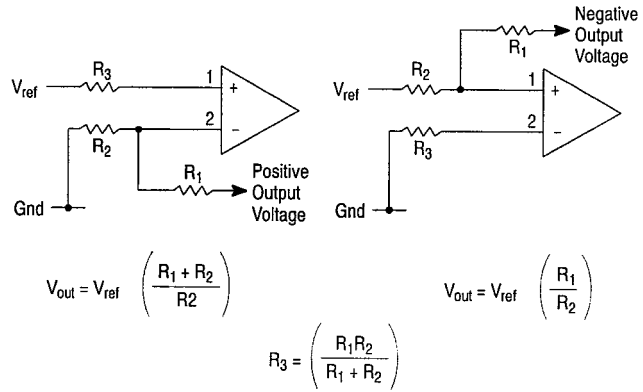 Negative
Output
Voltage
R1
R3
Vref
1
+
2
−
R2
R1
Positive
Output
Voltage
Gnd
R2
Vref
1
+
2
−
R3
Gnd
Vout = Vref (R1 + R2 / R2)
Vout = Vref (R1 / R2)
R3 = (R1R2 / R1 + R2)